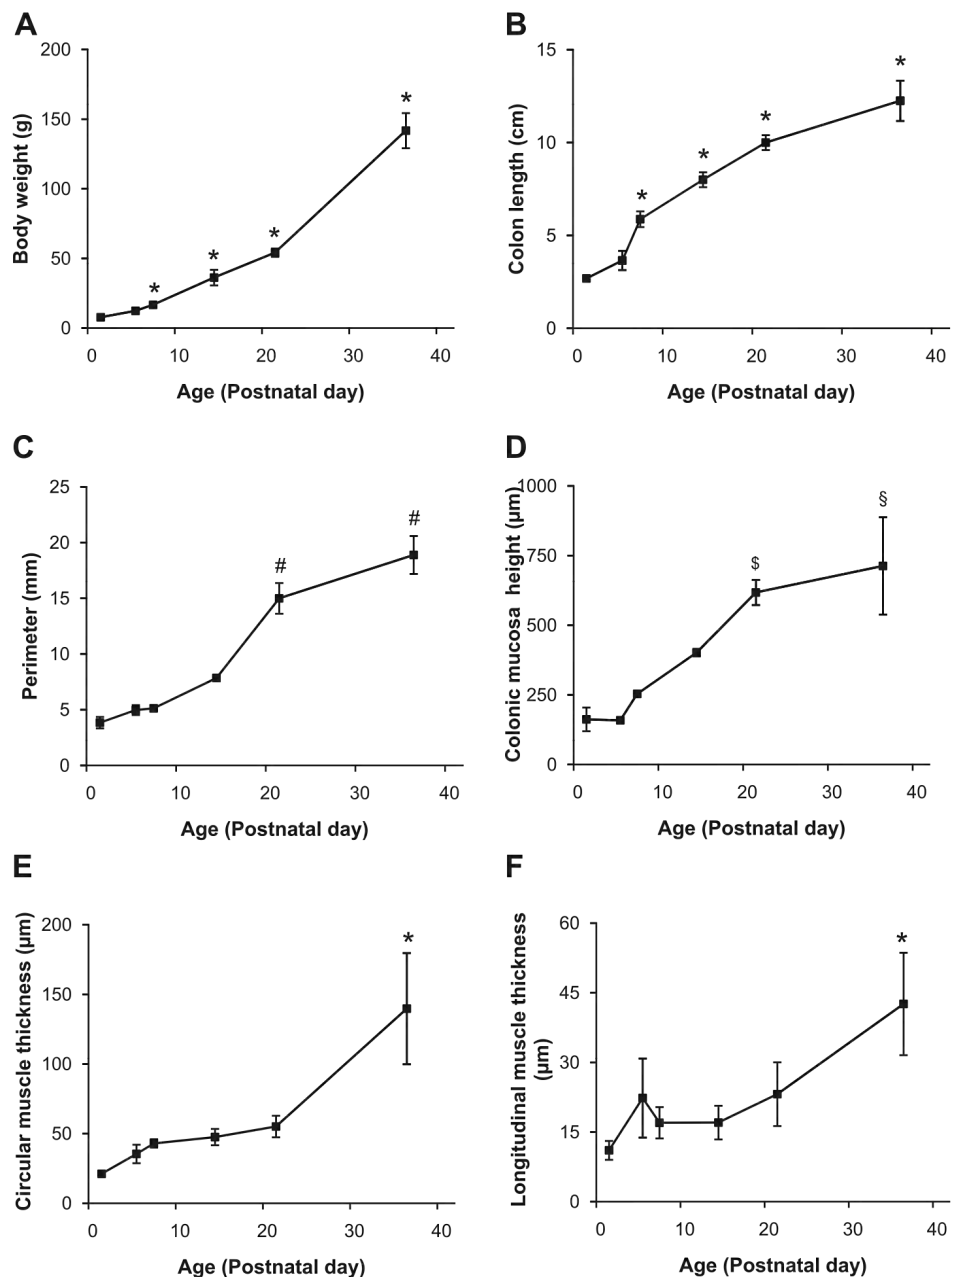 A
200
150
100
50
0
Body weight (g)
*
*
*
*
0 10 20 30 40
Age (Postnatal day)
B
15
10
5
0
Colon length (cm)
*
*
*
*
*
0 10 20 30 40
Age (Postnatal day)
C
25
20
15
10
5
0
Perimeter (mm)
#
#
0 10 20 30 40
Age (Postnatal day)
D
1000
750
500
250
0
Colonic mucosa height (µm)
$
§
0 10 20 30 40
Age (Postnatal day)
E
200
150
100
50
0
Circular muscle thickness (µm)
*
0 10 20 30 40
Age (Postnatal day)
F
60
45
30
15
0
Longitudinal muscle thickness
(µm)
*
0 10 20 30 40
Age (Postnatal day)